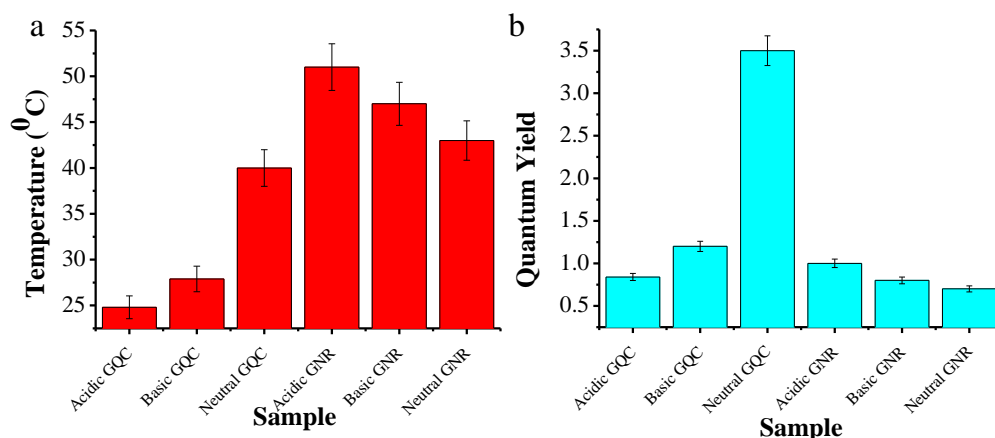 a
Temperature (⁰C)
55
50
45
40
35
30
25
Acidic GQC
Basic GQC
Neutral GQC
Acidic GNR
Basic GNR
Neutral GNR
Sample
b
Quantum Yield
3.5
3.0
2.5
2.0
1.5
1.0
0.5
Acidic GQC
Basic GQC
Neutral GQC
Acidic GNR
Basic GNR
Neutral GNR
Sample